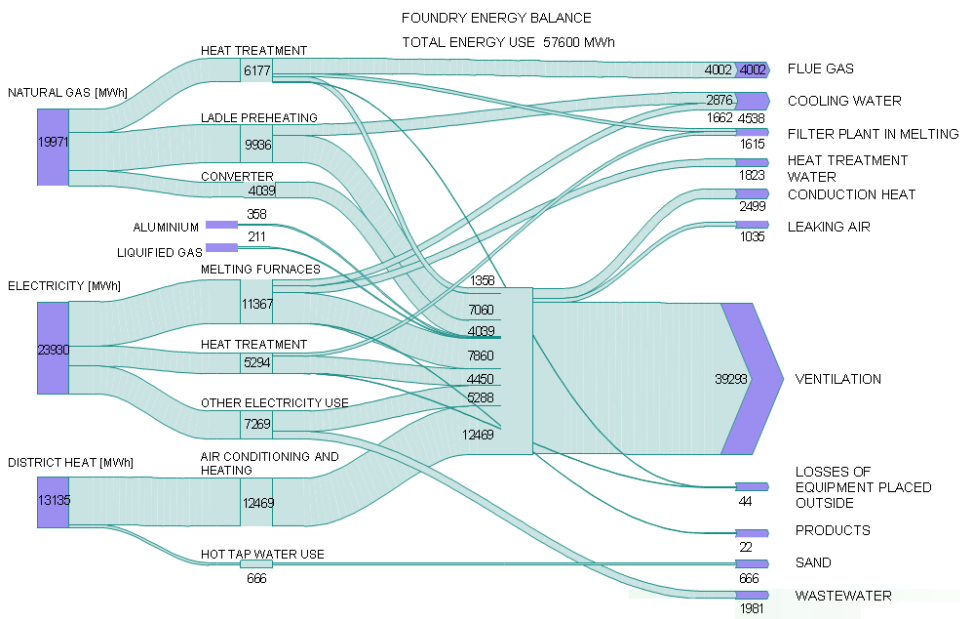 FOUNDRY ENERGY BALANCE
TOTAL ENERGY USE 57600 MWh
HEAT TREATMENT
6177
4002
4002
FLUE GAS
NATURAL GAS [MWh]
19971
2876
COOLING WATER
1662
4538
LADLE PREHEATING
9936
FILTER PLANT IN MELTING
1615
HEAT TREATMENT
WATER
1823
CONVERTER
4039
CONDUCTION HEAT
2499
358
ALUMINIUM
LEAKING AIR
1035
211
LIQUIFIED GAS
MELTING FURNACES
11367
ELECTRICITY [MWh]
23930
1358
7060
4039
7860
4450
5288
12469
HEAT TREATMENT
5294
39293
VENTILATION
OTHER ELECTRICITY USE
7269
DISTRICT HEAT [MWh]
13135
AIR CONDITIONING AND
HEATING
12469
LOSSES OF
EQUIPMENT PLACED
OUTSIDE
44
PRODUCTS
22
HOT TAP WATER USE
666
SAND
666
WASTEWATER
1981